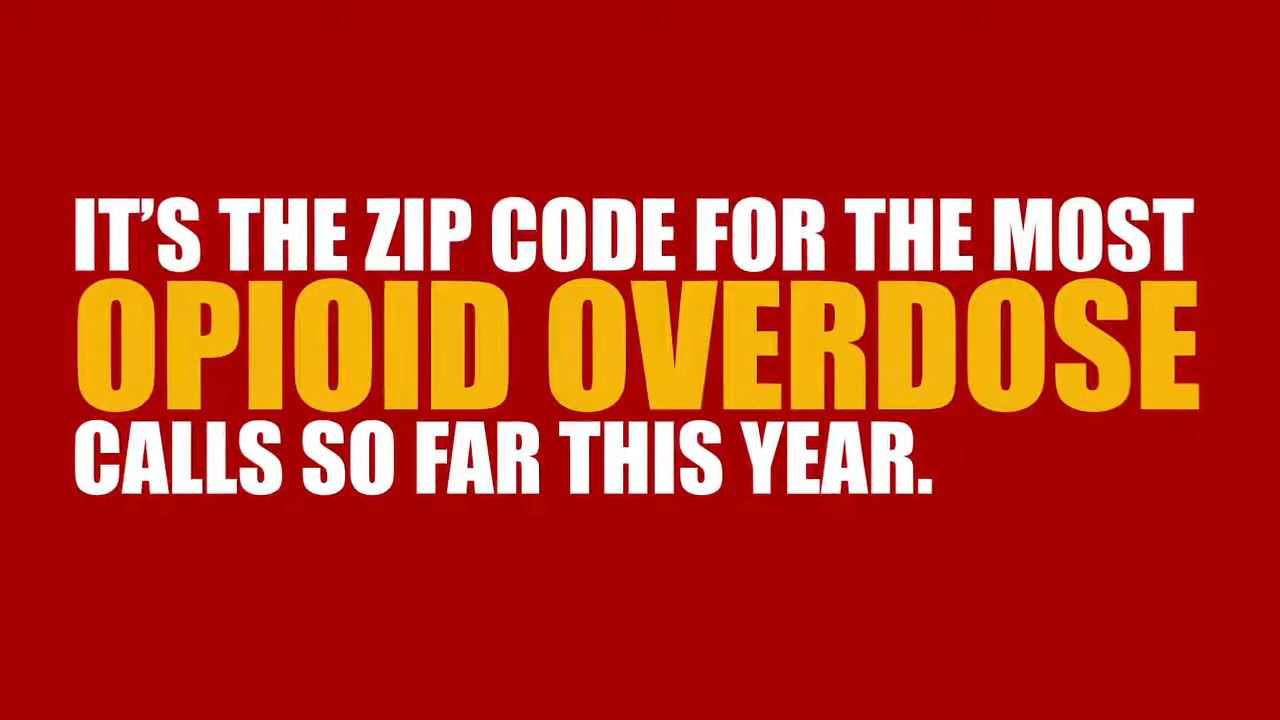 IT’S THE ZIP CODE FOR THE MOST
OPIOID OVERDOSE
CALLS SO FAR THIS YEAR.